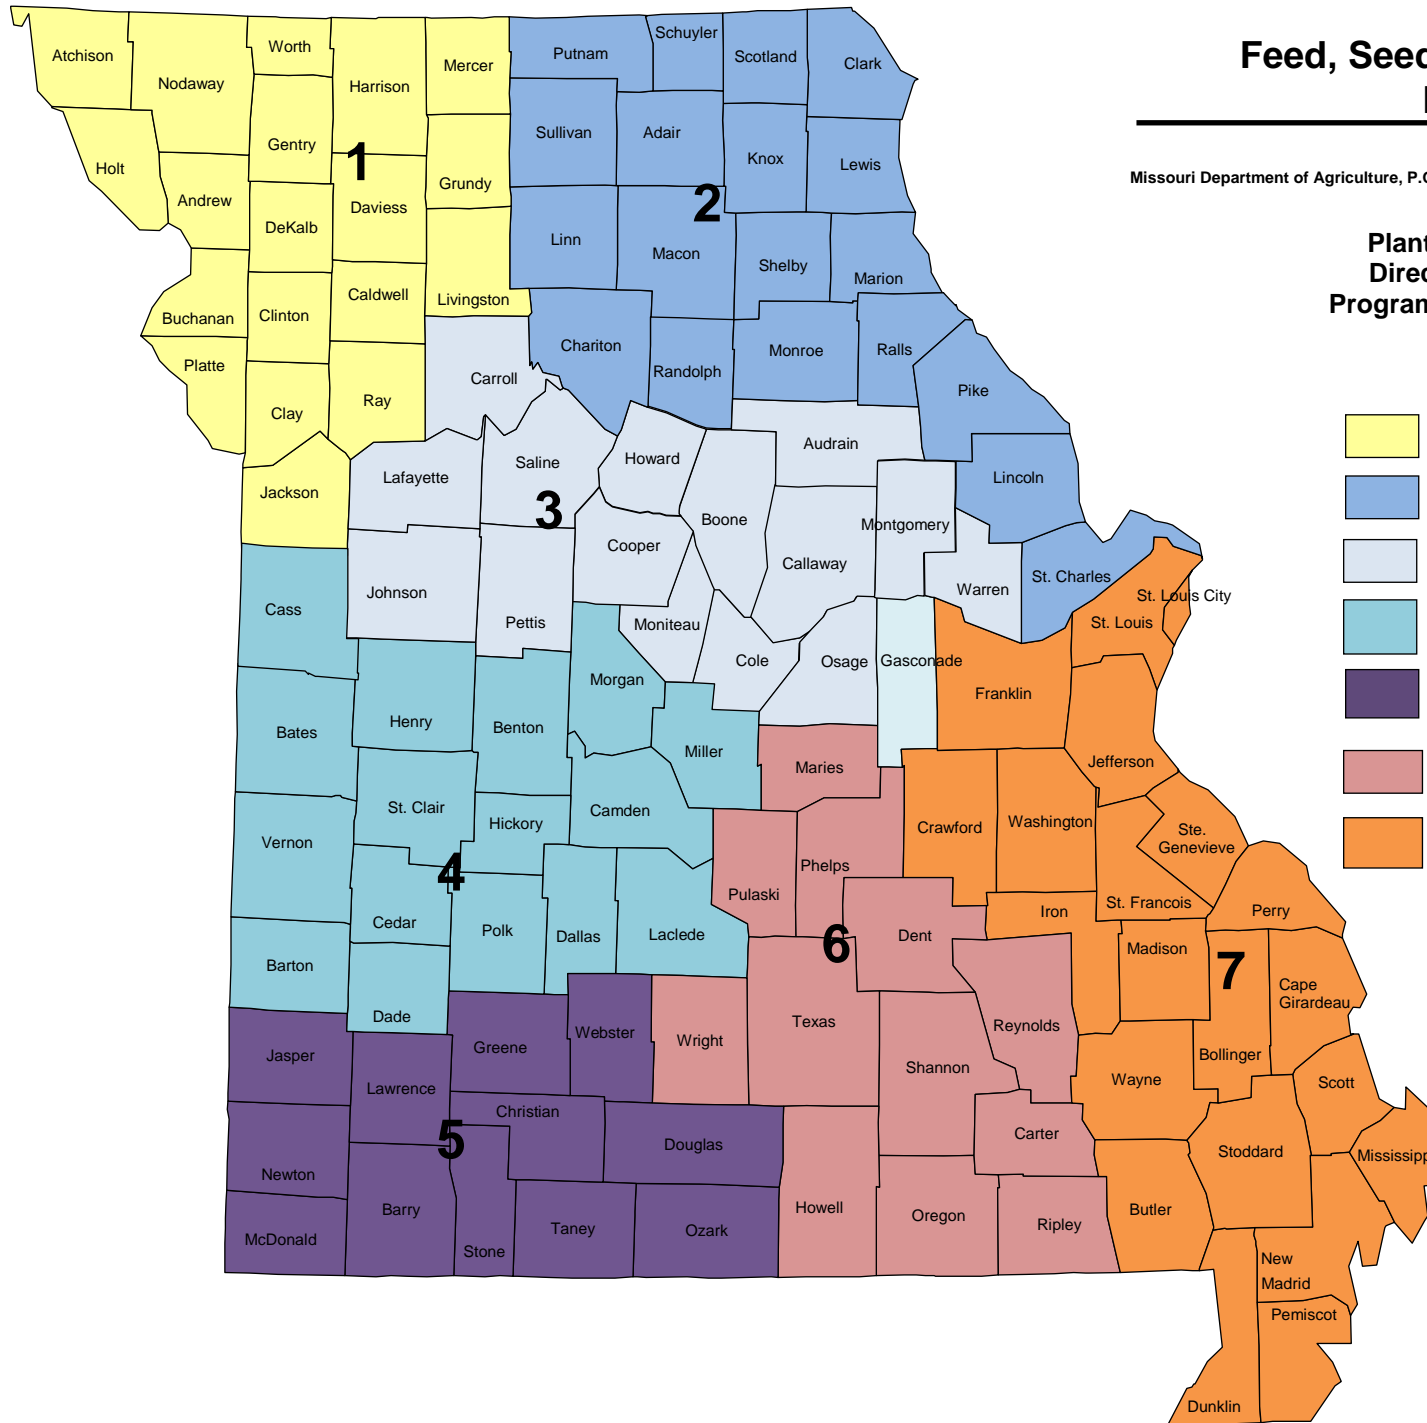 Feed, Seed
Missouri Department of Agriculture, P.O
Plant
Direc
Program
Atchison
Nodaway
Worth
Harrison
Mercer
Putnam
Schuyler
Scotland
Clark
Holt
Andrew
Gentry
1
Grundy
Sullivan
Adair
Knox
Lewis
DeKalb
Daviess
Linn
2
Macon
Shelby
Marion
Buchanan
Clinton
Caldwell
Livingston
Platte
Clay
Ray
Carroll
Chariton
Randolph
Monroe
Ralls
Pike
Jackson
Lafayette
Saline
3
Howard
Boone
Audrain
Lincoln
Cooper
Callaway
Montgomery
Warren
St. Charles
Cass
Johnson
Pettis
Moniteau
Cole
Osage
Gasconade
Franklin
St. Louis
St. Louis City
Bates
Henry
Benton
Morgan
Miller
Maries
Jefferson
Vernon
St. Clair
Hickory
Camden
Pulaski
Phelps
Crawford
Washington
Ste.
Genevieve
4
Cedar
Polk
Dallas
Laclede
6
Dent
Iron
St. Francois
Perry
Madison
7
Cape
Girardeau
Barton
Dade
Jasper
Lawrence
Greene
Webster
Wright
Texas
Shannon
Reynolds
Wayne
Bollinger
Scott
5
Christian
Douglas
Carter
Stoddard
Mississipp
Newton
McDonald
Barry
Stone
Taney
Ozark
Howell
Oregon
Ripley
Butler
New
Madrid
Pemiscot
Dunklin